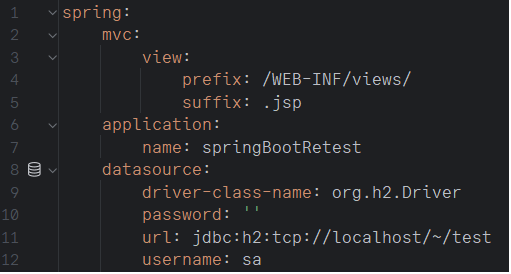 1 spring:
2 mvc:
3 view:
4 prefix: /WEB-INF/views/
5 suffix: .jsp
6 application:
7 name: springBootRetest
8 datasource:
9 driver-class-name: org.h2.Driver
10 password: ''
11 url: jdbc:h2:tcp://localhost/~/test
12 username: sa